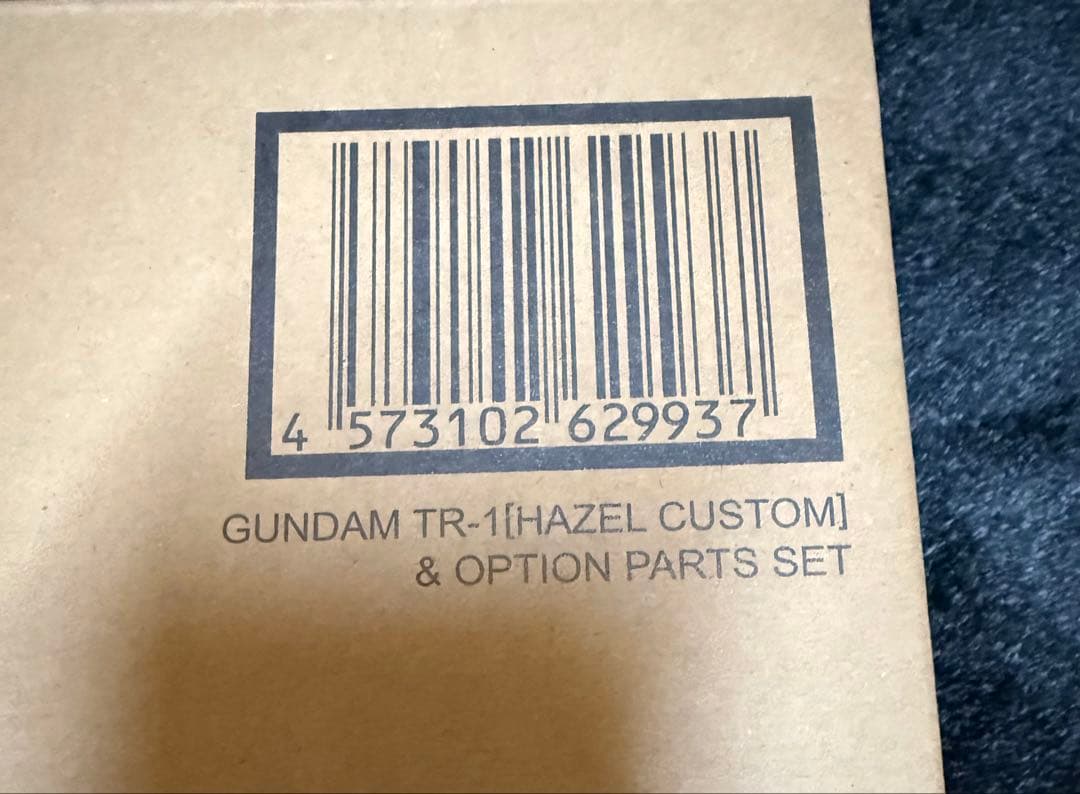 4 573102 629937
GUNDAM TR-1[HAZEL CUSTOM]
& OPTION PARTS SET